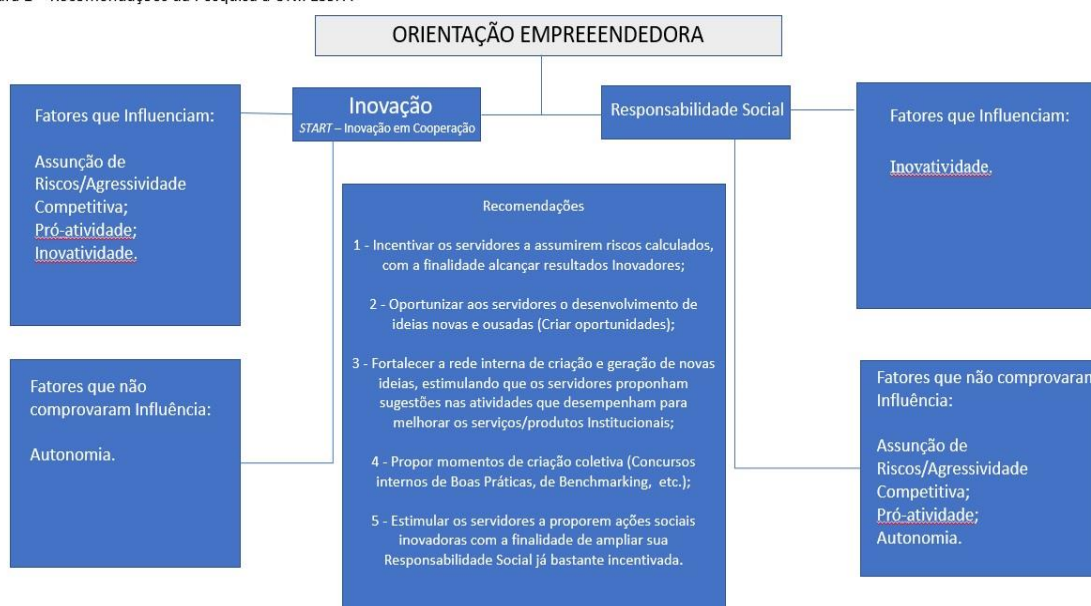 ORIENTAÇÃO EMPREEENDEDORA
Fatores que Influenciam:
Assunção de
Riscos/Agressividade
Competitiva;
Pró-atividade;
Inovatividade.
Inovação
START – Inovação em Cooperação
Responsabilidade Social
Fatores que Influenciam:
Inovatividade.
Recomendações
1 - Incentivar os servidores a assumirem riscos calculados,
com a finalidade alcançar resultados Inovadores;
2 - Oportunizar aos servidores o desenvolvimento de
ideias novas e ousadas (Criar oportunidades);
3 - Fortalecer a rede interna de criação e geração de novas
ideias, estimulando que os servidores proponham
sugestões nas atividades que desempenham para
melhorar os serviços/produtos Institucionais;
4 - Propor momentos de criação coletiva (Concursos
internos de Boas Práticas, de Benchmarking, etc.);
5 - Estimular os servidores a proporem ações sociais
inovadoras com a finalidade de ampliar sua
Responsabilidade Social já bastante incentivada.
Fatores que não
comprovaram Influência:
Autonomia.
Fatores que não comprovaram
Influência:
Assunção de
Riscos/Agressividade
Competitiva;
Pró-atividade;
Autonomia.